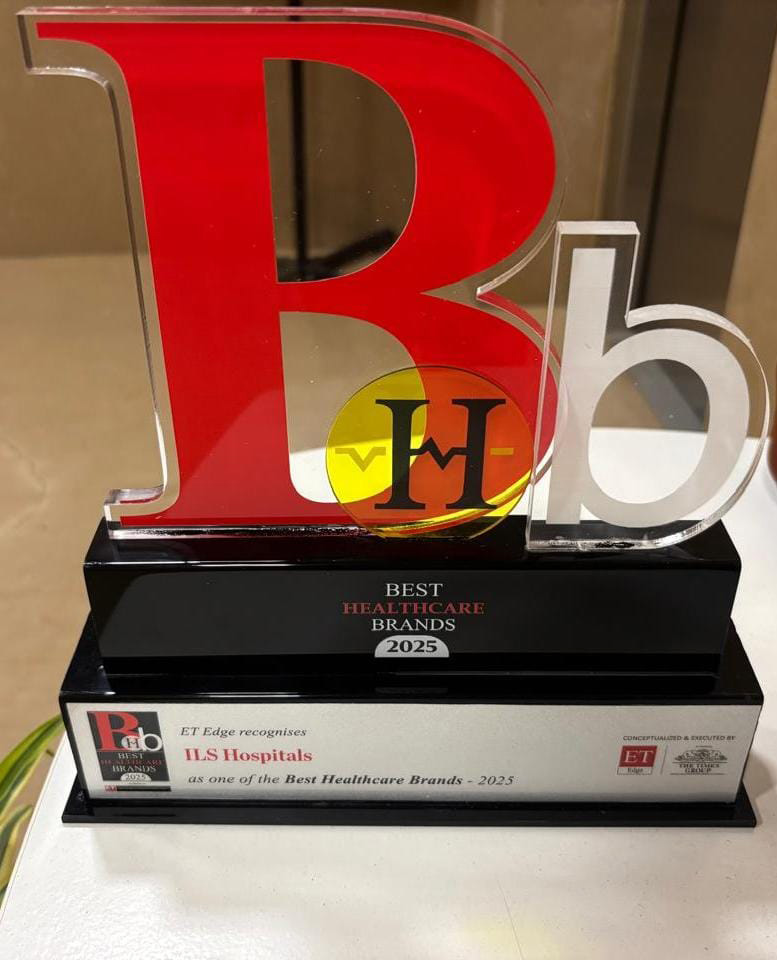 B
b
H
BEST
HEALTHCARE
BRANDS
2025
BHb
BEST
HEALTHCARE
BRANDS
2025
ET Edge recognises
ILS Hospitals
as one of the Best Healthcare Brands - 2025
CONCEPTUALIZED & EXECUTED BY
ET
Edge
THE TIMES
GROUP